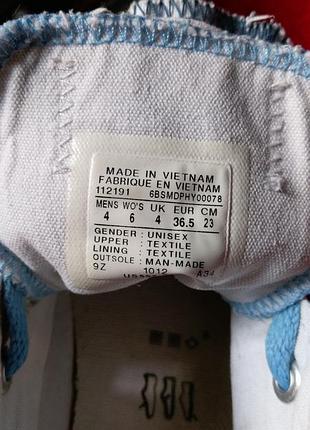 MADE IN VIETNAM
FABRIQUE EN VIETNAM
112191 6BSMDPHY00078
MENS WO'S UK EUR CM
4 6 4 36.5 23
GENDER : UNISEX
UPPER : TEXTILE
LINING : TEXTILE
OUTSOLE : MAN-MADE
9Z 1012 A34